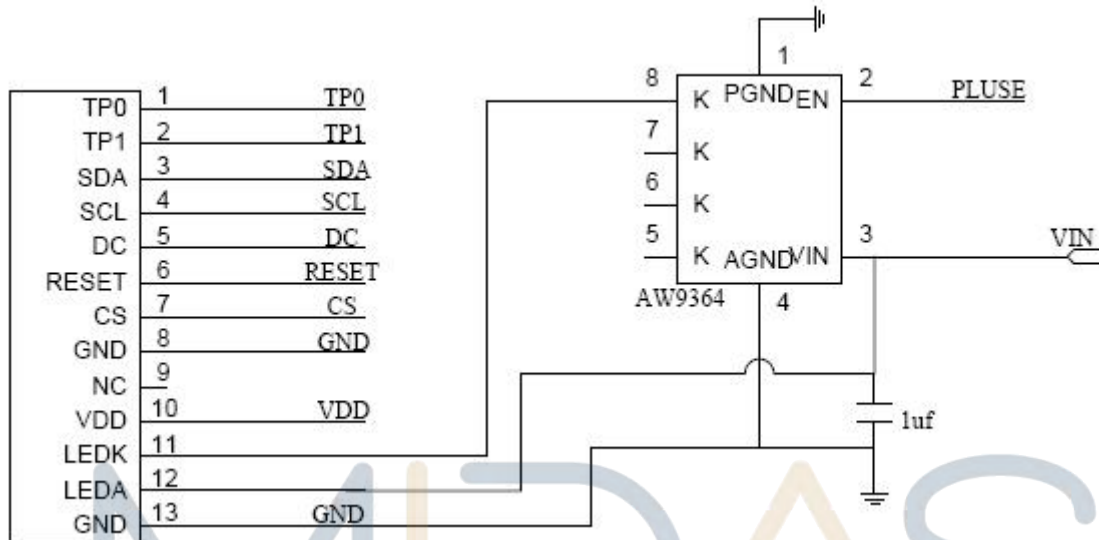 TP0 1 TP0
TP1 2 TP1
SDA 3 SDA
SCL 4 SCL
DC 5 DC
RESET 6 RESET
CS 7 CS
GND 8 GND
NC 9
VDD 10 VDD
LEDK 11
LEDA 12
GND 13 GND
1
8 K PGND EN 2 PLUSE
7 K
6 K
5 K AGND VIN 3 VIN
AW9364 4
1uf
MIDAS